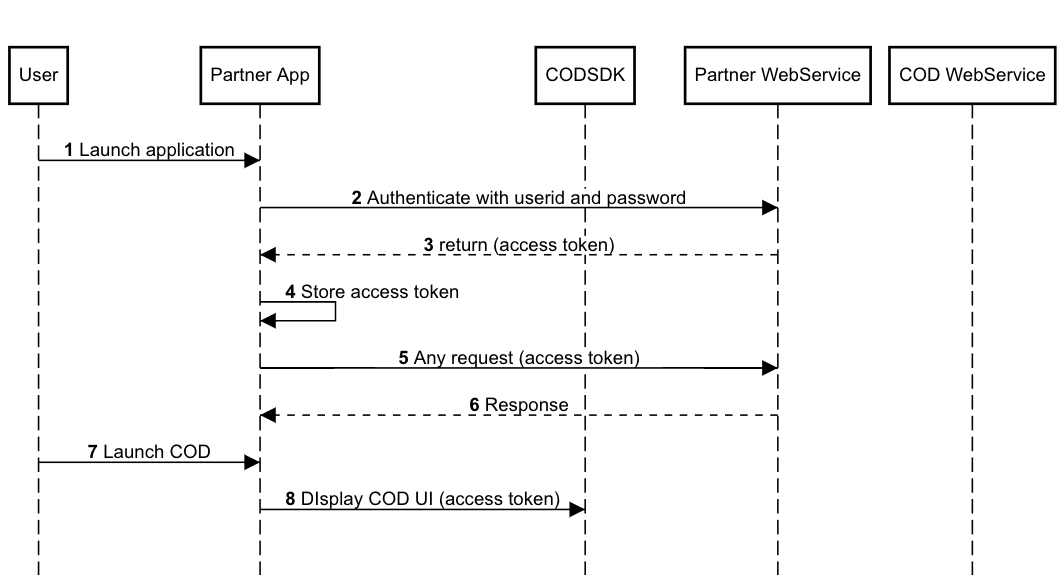 User
Partner App
CODSDK
Partner WebService
COD WebService
1 Launch application
2 Authenticate with userid and password
3 return (access token)
4 Store access token
5 Any request (access token)
6 Response
7 Launch COD
8 DIsplay COD UI (access token)